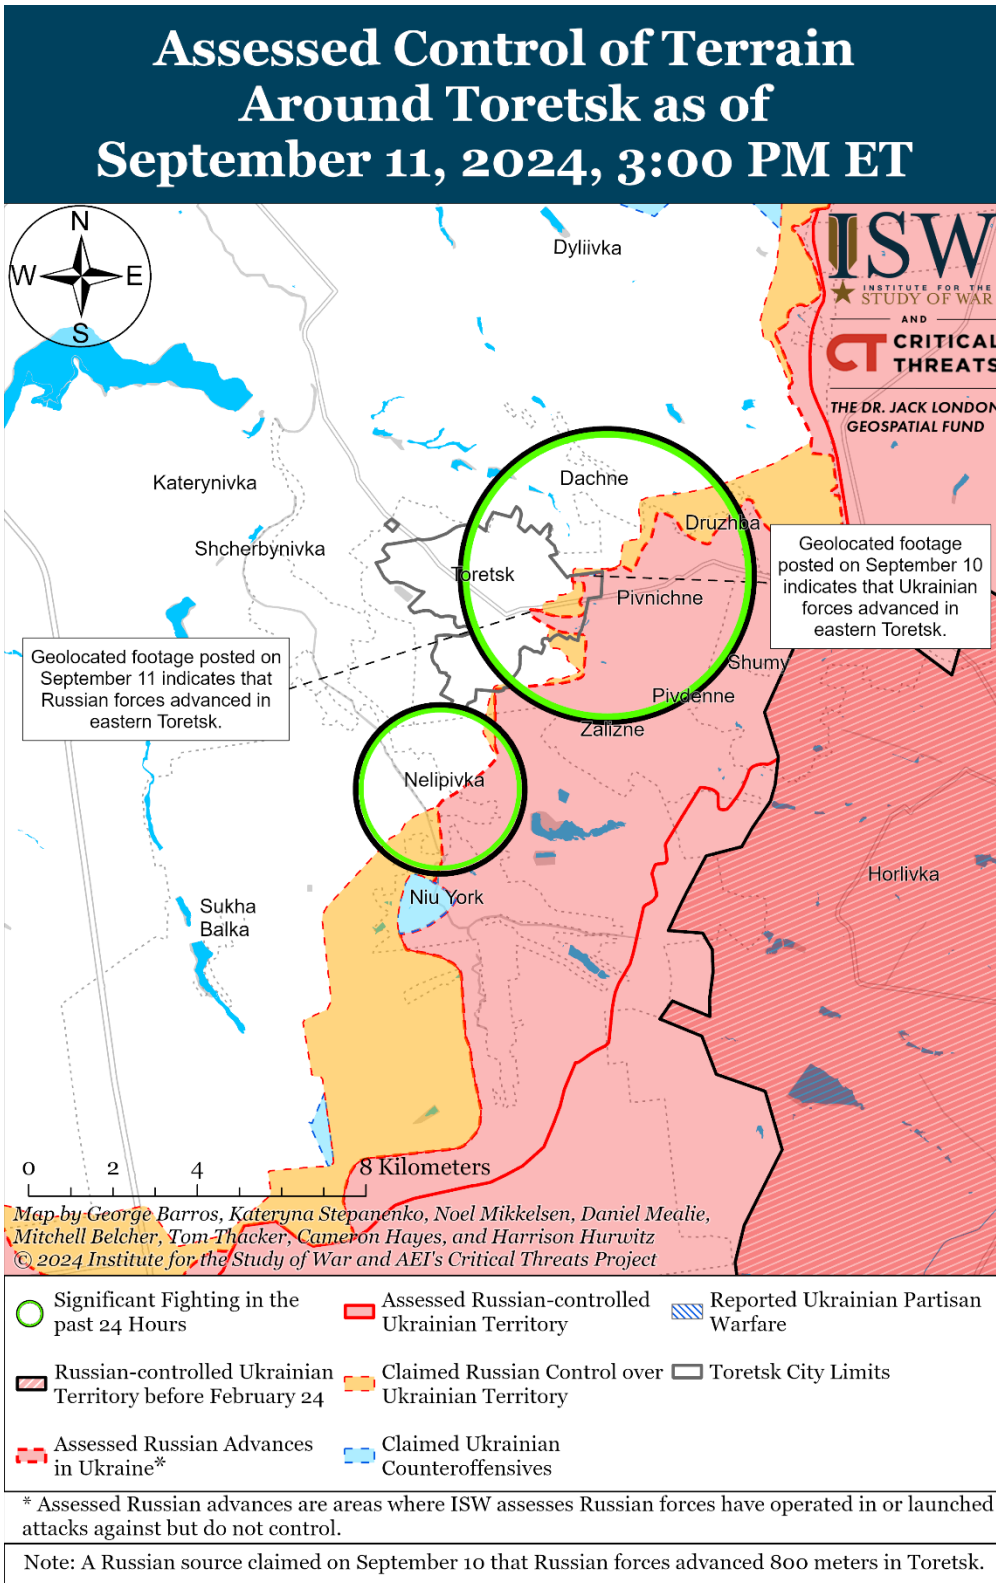 Assessed Control of Terrain
Around Toretsk as of
September 11, 2024, 3:00 PM ET
N
W
E
S
Dyliivka
ISW
INSTITUTE FOR THE
STUDY OF WAR
AND
CT CRITICAL
THREATS
THE DR. JACK LONDON
GEOSPATIAL FUND
Katerynivka
Dachne
Druzhba
Shcherbynivka
Toretsk
Pivnichne
Geolocated footage
posted on September 10
indicates that Ukrainian
forces advanced in
eastern Toretsk.
Geolocated footage posted on
September 11 indicates that
Russian forces advanced in
eastern Toretsk.
Shumy
Pivdenne
Zalizne
Nelipivka
Horlivka
Niu York
Sukha
Balka
0 2 4 8 Kilometers
Map by George Barros, Kateryna Stepanenko, Noel Mikkelsen, Daniel Mealie,
Mitchell Belcher, Tom Thacker, Cameron Hayes, and Harrison Hurwitz
© 2024 Institute for the Study of War and AEI's Critical Threats Project
Significant Fighting in the
past 24 Hours
Assessed Russian-controlled
Ukrainian Territory
Reported Ukrainian Partisan
Warfare
Russian-controlled Ukrainian
Territory before February 24
Claimed Russian Control over
Ukrainian Territory
Toretsk City Limits
Assessed Russian Advances
in Ukraine*
Claimed Ukrainian
Counteroffensives
* Assessed Russian advances are areas where ISW assesses Russian forces have operated in or launched
attacks against but do not control.
Note: A Russian source claimed on September 10 that Russian forces advanced 800 meters in Toretsk.